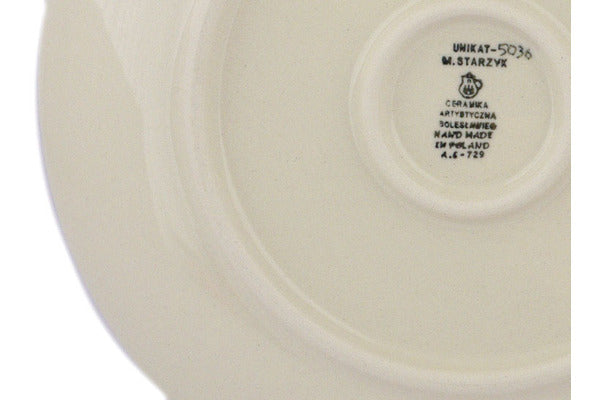 UNIKAT-5036
M.STARZYK
CERAMIKA
ARTYSTYCZNA
BOLESŁAWIEC
HAND MADE
IN POLAND
A.6-729